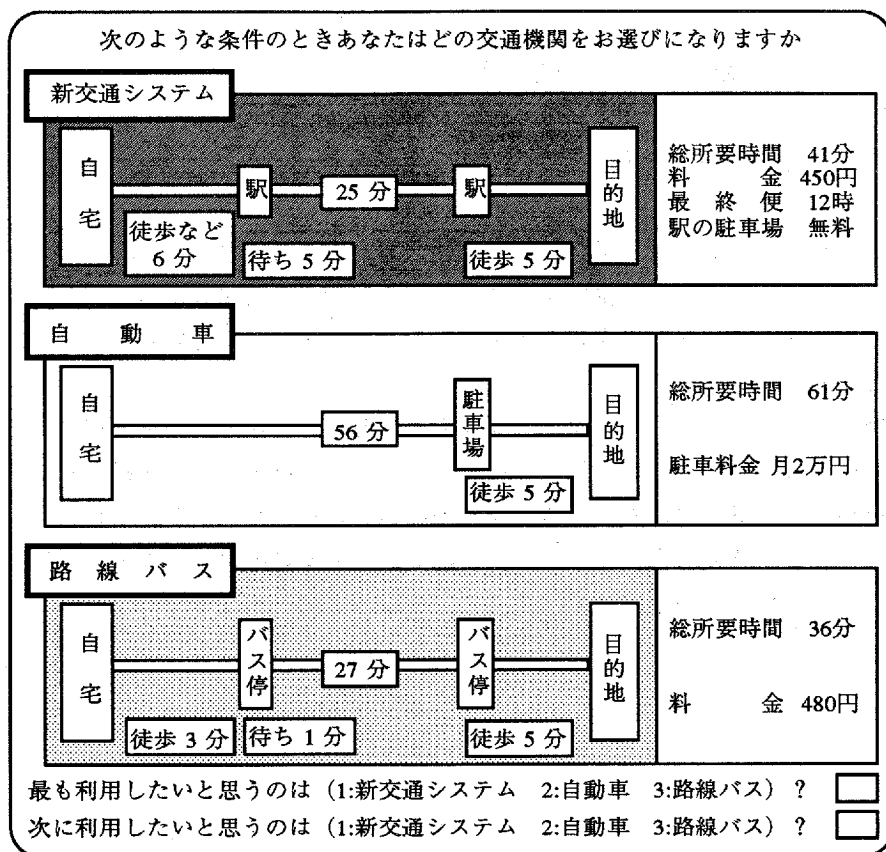 次のような条件のときあなたはどの交通機関をお選びになりますか
新交通システム
自宅
駅
25 分
駅
目的地
徒歩など
6 分
待ち 5 分
徒歩 5 分
総所要時間 41分
料金 450円
最終便 12時
駅の駐車場 無料
自動車
自宅
56 分
駐車場
目的地
徒歩 5 分
総所要時間 61分
駐車料金 月2万円
路線バス
自宅
バス停
27 分
バス停
目的地
徒歩 3 分
待ち 1 分
徒歩 5 分
総所要時間 36分
料金 480円
最も利用したいと思うのは (1:新交通システム 2:自動車 3:路線バス) ?
次に利用したいと思うのは (1:新交通システム 2:自動車 3:路線バス) ?